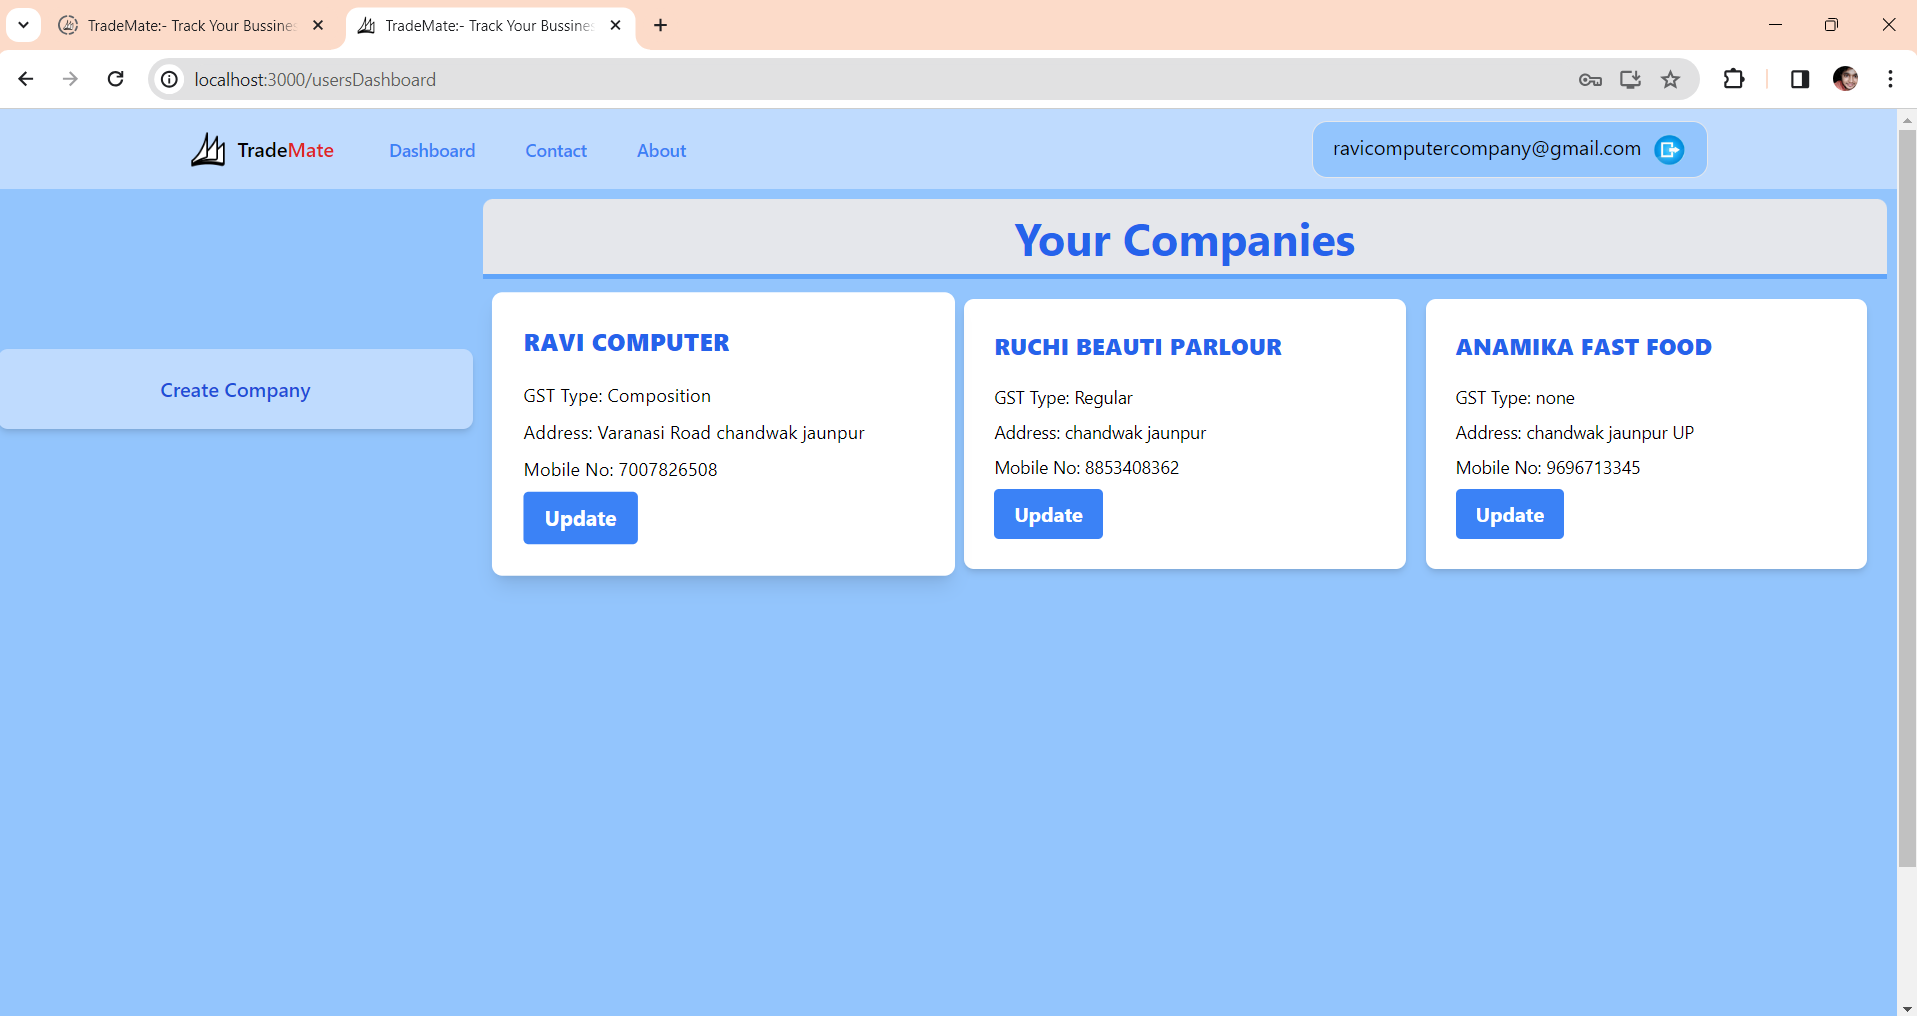 TradeMate:- Track Your Bussines
TradeMate:- Track Your Bussines
localhost:3000/usersDashboard
TradeMate
Dashboard
Contact
About
ravicomputercompany@gmail.com
Your Companies
Create Company
RAVI COMPUTER
GST Type: Composition
Address: Varanasi Road chandwak jaunpur
Mobile No: 7007826508
Update
RUCHI BEAUTI PARLOUR
GST Type: Regular
Address: chandwak jaunpur
Mobile No: 8853408362
Update
ANAMIKA FAST FOOD
GST Type: none
Address: chandwak jaunpur UP
Mobile No: 9696713345
Update